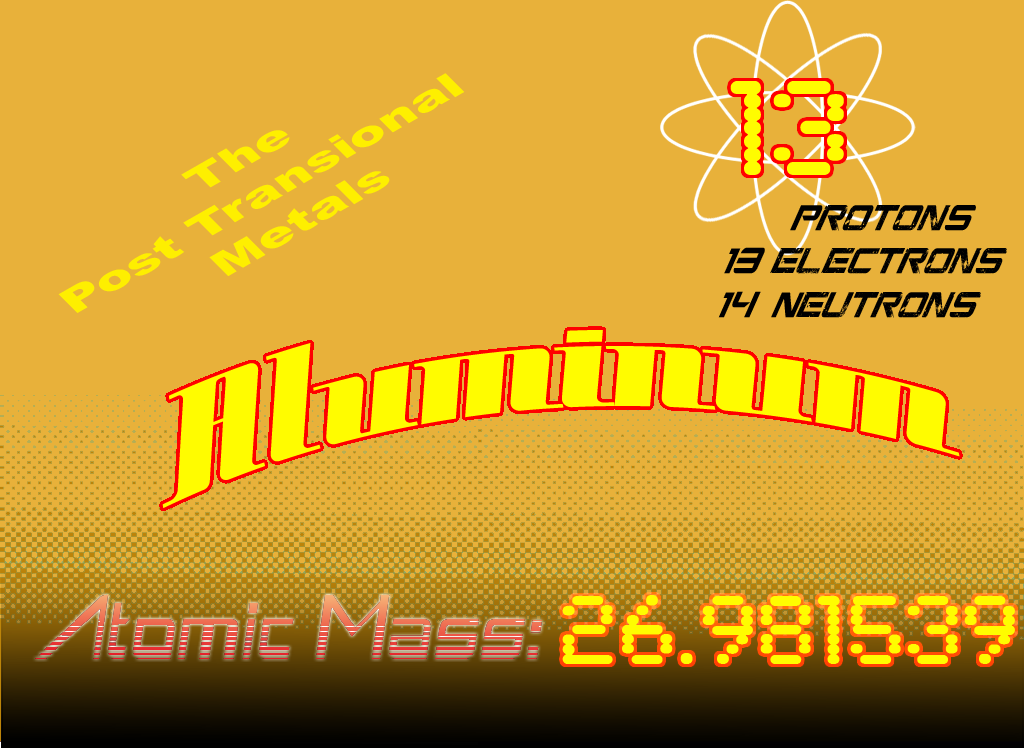 The
Post Transional
Metals
13
PROTONS
13 ELECTRONS
14 NEUTRONS
Aluminum
Atomic Mass: 26.981539